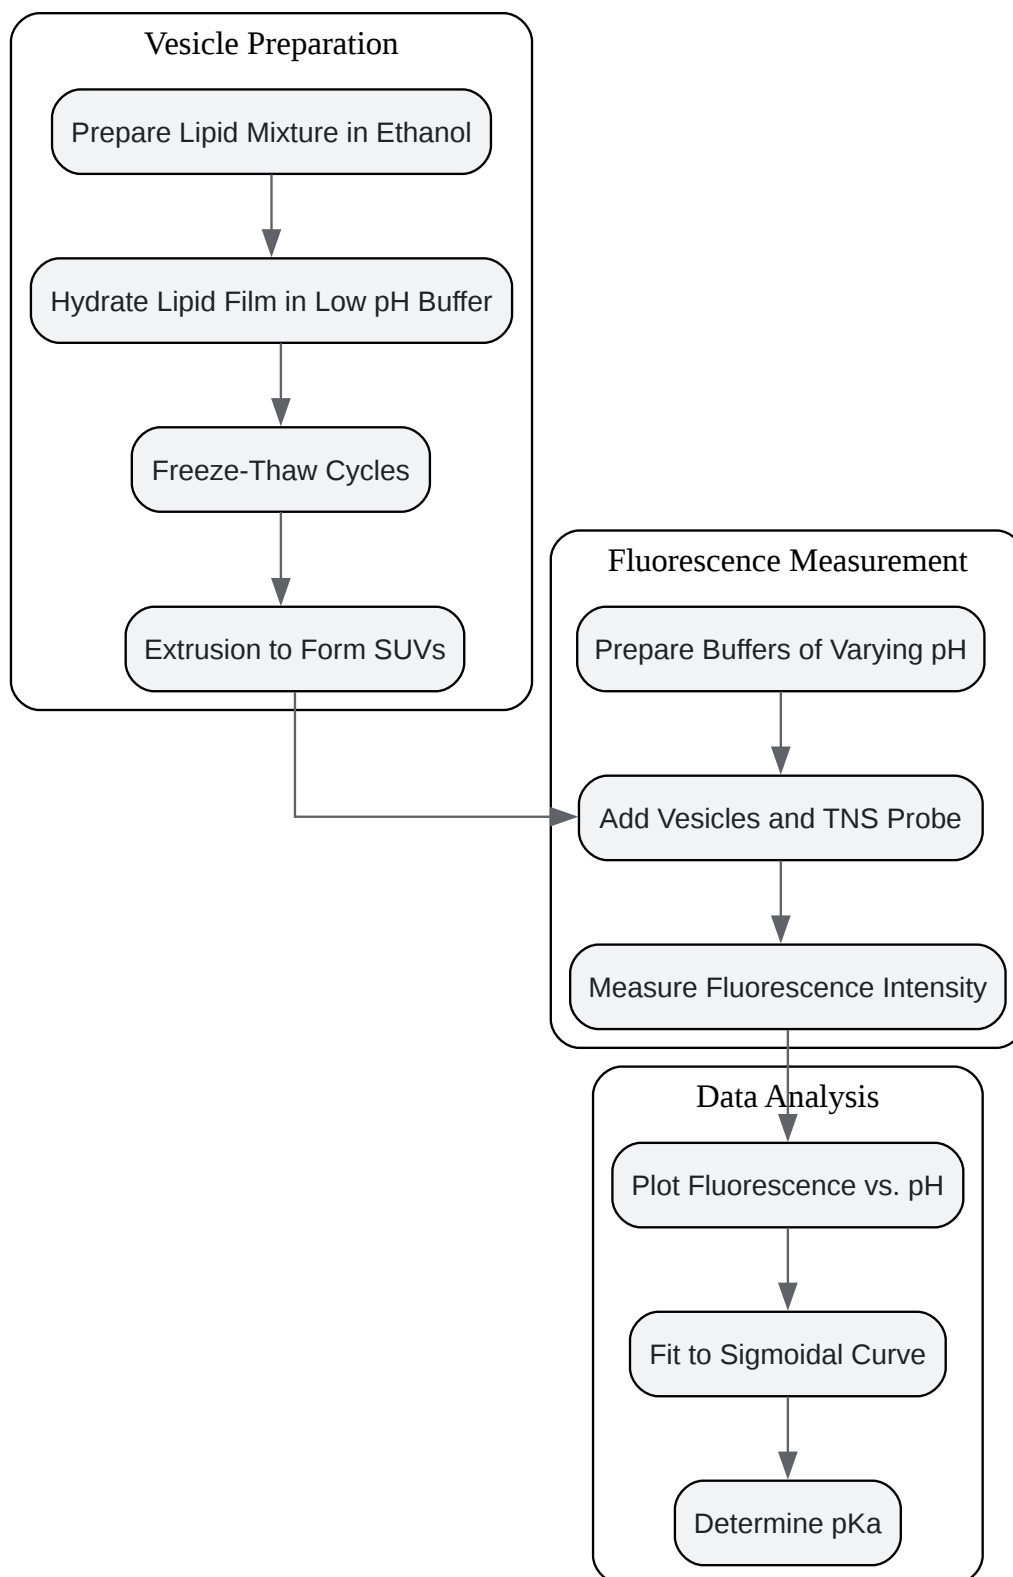 Vesicle Preparation
Prepare Lipid Mixture in Ethanol
Hydrate Lipid Film in Low pH Buffer
Freeze-Thaw Cycles
Extrusion to Form SUVs
Fluorescence Measurement
Prepare Buffers of Varying pH
Add Vesicles and TNS Probe
Measure Fluorescence Intensity
Data Analysis
Plot Fluorescence vs. pH
Fit to Sigmoidal Curve
Determine pKa